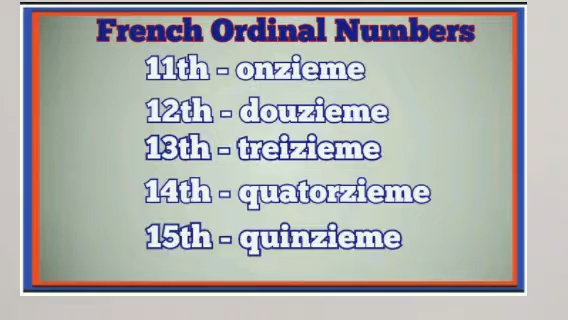 French Ordinal Numbers
11th - onzieme
12th - douzieme
13th - treizieme
14th - quatorzieme
15th - quinzieme